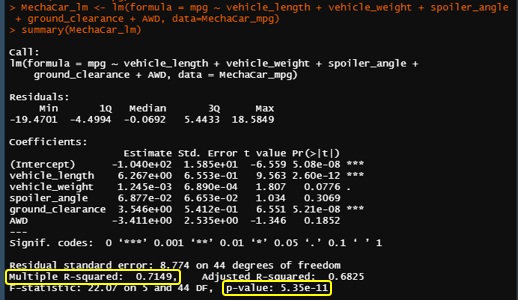 > MechaCar_lm <- lm(formula = mpg ~ vehicle_length + vehicle_weight + spoiler_angle
+ ground_clearance + AWD, data=MechaCar_mpg)
> summary(MechaCar_lm)
Call:
lm(formula = mpg ~ vehicle_length + vehicle_weight + spoiler_angle +
ground_clearance + AWD, data = MechaCar_mpg)
Residuals:
Min 1Q Median 3Q Max
-19.4701 -4.4994 -0.0692 5.4433 18.5849
Coefficients:
Estimate Std. Error t value Pr(>|t|)
(Intercept) -1.040e+02 1.585e+01 -6.559 5.08e-08 ***
vehicle_length 6.267e+00 6.553e-01 9.563 2.60e-12 ***
vehicle_weight 1.245e-03 6.890e-04 1.807 0.0776 .
spoiler_angle 6.877e-02 6.653e-02 1.034 0.3069
ground_clearance 3.546e+00 5.412e-01 6.551 5.21e-08 ***
AWD -3.411e+00 2.535e+00 -1.346 0.1852
---
Signif. codes: 0 ‘***’ 0.001 ‘**’ 0.01 ‘*’ 0.05 ‘.’ 0.1 ‘ ’ 1
Residual standard error: 8.774 on 44 degrees of freedom
Multiple R-squared: 0.7149, Adjusted R-squared: 0.6825
F-statistic: 22.07 on 5 and 44 DF, p-value: 5.35e-11